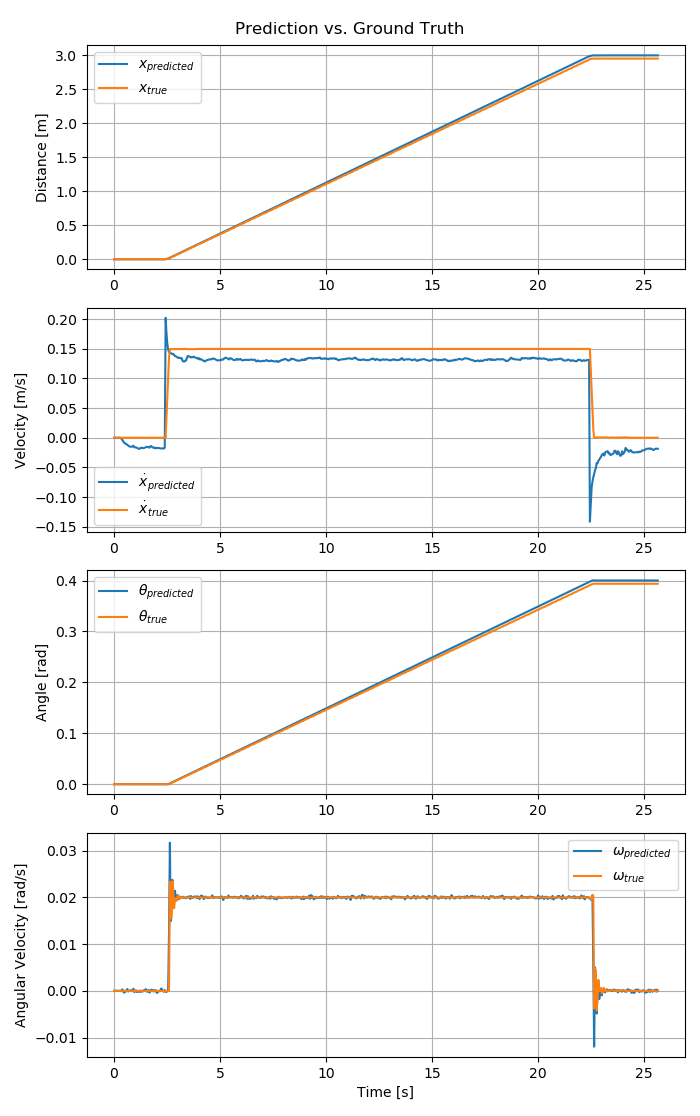 Prediction vs. Ground Truth
3.0
2.5
2.0
1.5
1.0
0.5
0.0
Distance [m]
x_predicted
x_true
0 5 10 15 20 25
0.20
0.15
0.10
0.05
0.00
−0.05
−0.10
−0.15
Velocity [m/s]
ẋ_predicted
ẋ_true
0 5 10 15 20 25
0.4
0.3
0.2
0.1
0.0
Angle [rad]
θ_predicted
θ_true
0 5 10 15 20 25
0.03
0.02
0.01
0.00
−0.01
Angular Velocity [rad/s]
ω_predicted
ω_true
0 5 10 15 20 25
Time [s]